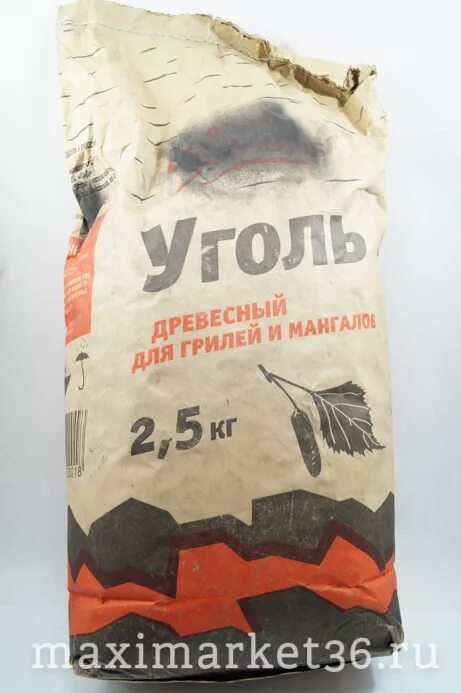 Уголь
ДРЕВЕСНЫЙ
ДЛЯ ГРИЛЕЙ И МАНГАЛОВ
2,5 кг
maximarket36.ru